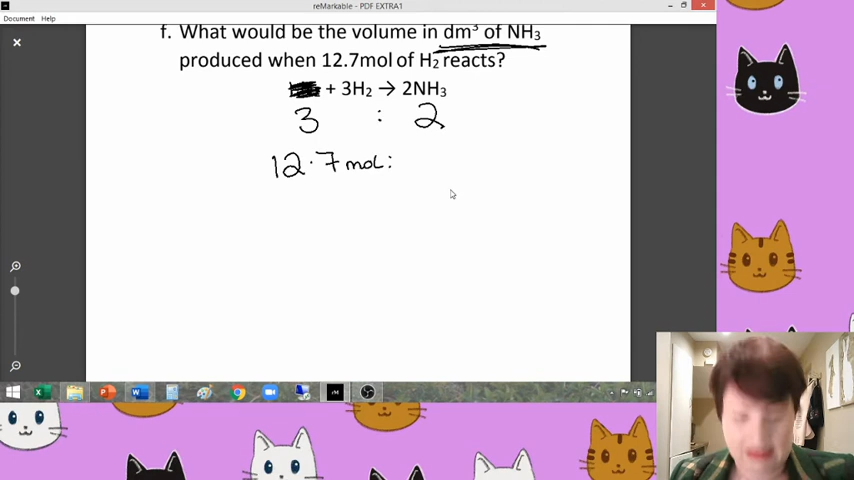 reMarkable - PDF EXTRA1
Document Help
f. What would be the volume in dm³ of NH₃
produced when 12.7mol of H₂ reacts?
+ 3H₂ → 2NH₃
3 : 2
12.7 mol: